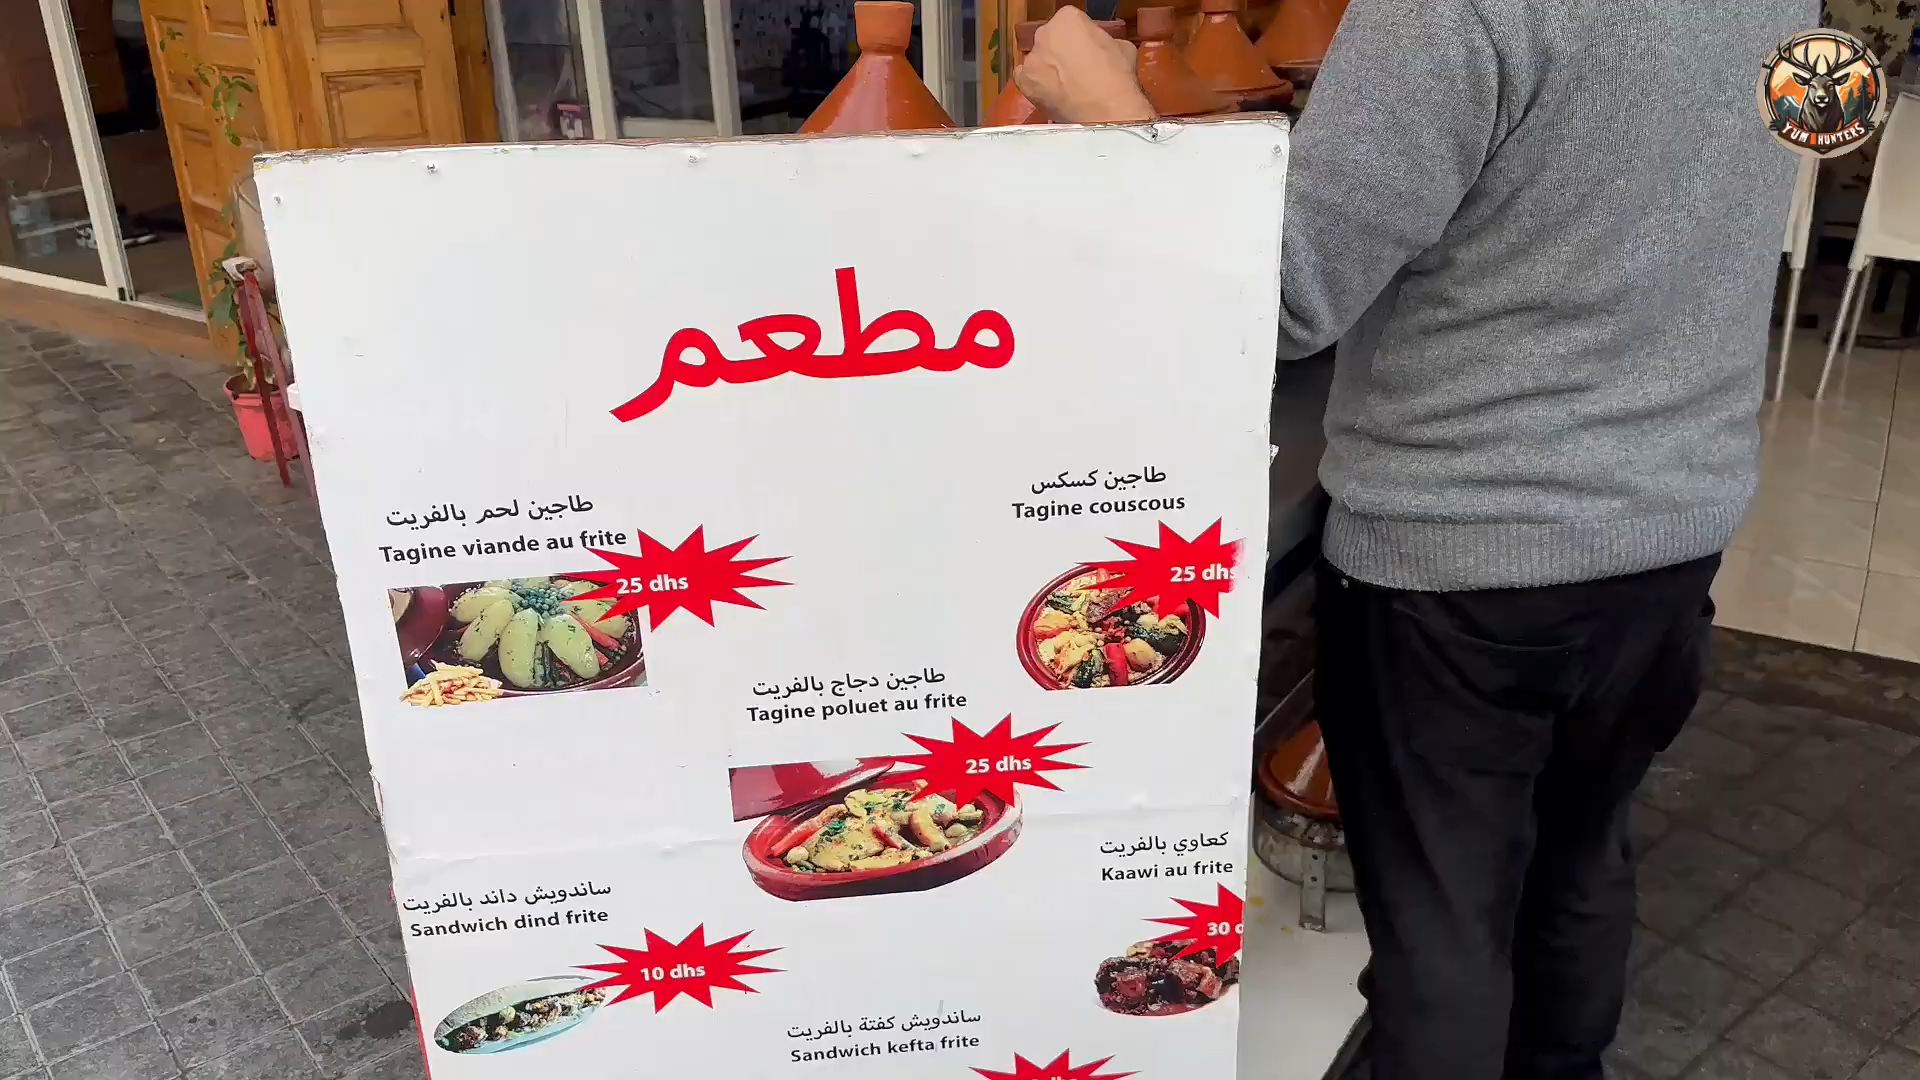 YUM HUNTERS
مطعم
طاجين لحم بالفريت
Tagine viande au frite
25 dhs
طاجين كسكس
Tagine couscous
25 dhs
طاجين دجاج بالفريت
Tagine poluet au frite
25 dhs
كعاوي بالفريت
Kaawi au frite
30 d
ساندويش داند بالفريت
Sandwich dind frite
10 dhs
ساندويش كفتة بالفريت
Sandwich kefta frite